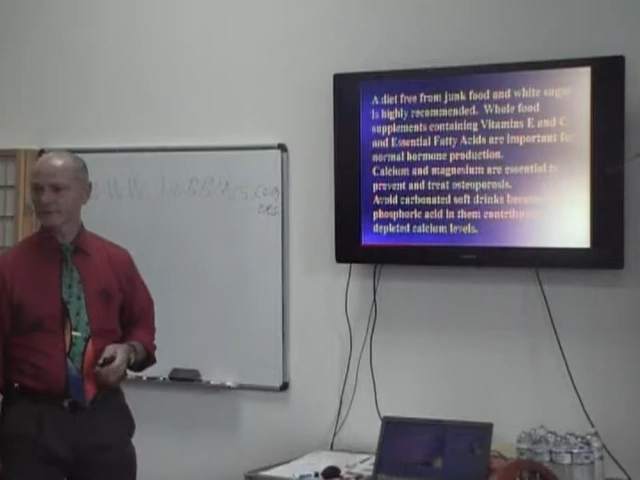 A diet free from junk food and white sugar
is highly recommended. Whole food
supplements containing Vitamins E and C
and Essential Fatty Acids are important for
normal hormone production.
Calcium and magnesium are essential to
prevent and treat osteoporosis.
Avoid carbonated soft drinks because
phosphoric acid in them
depleted calcium levels.